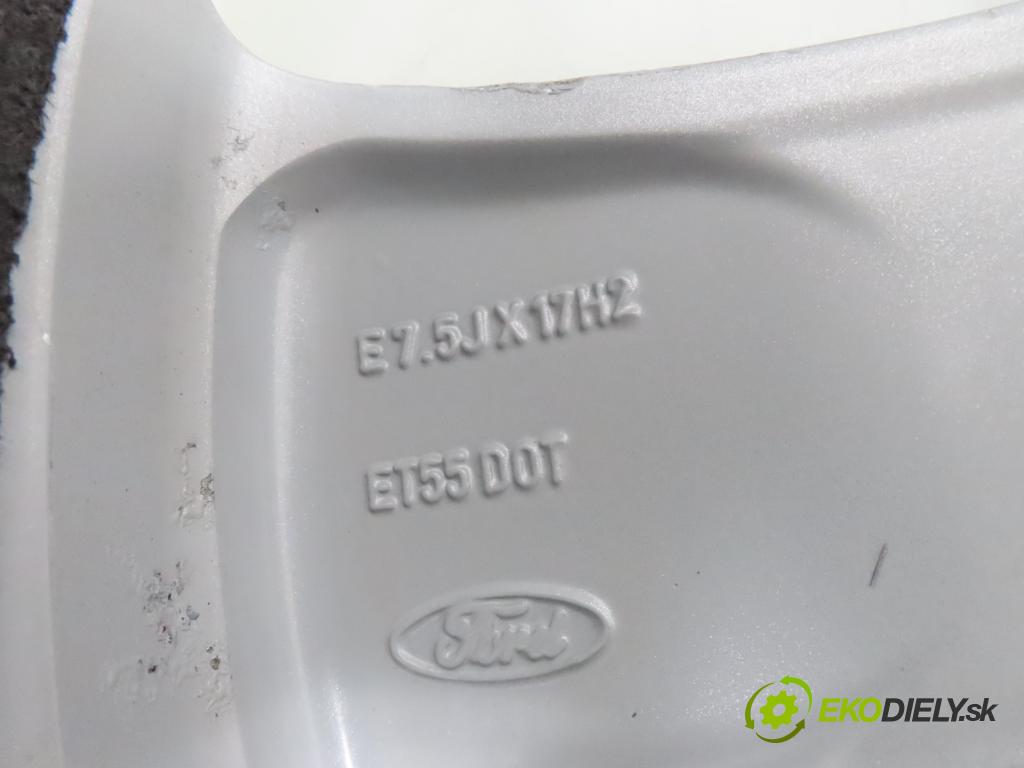 E7.5JX17H2
ET55 DOT
Ford
EKODIELY.sk